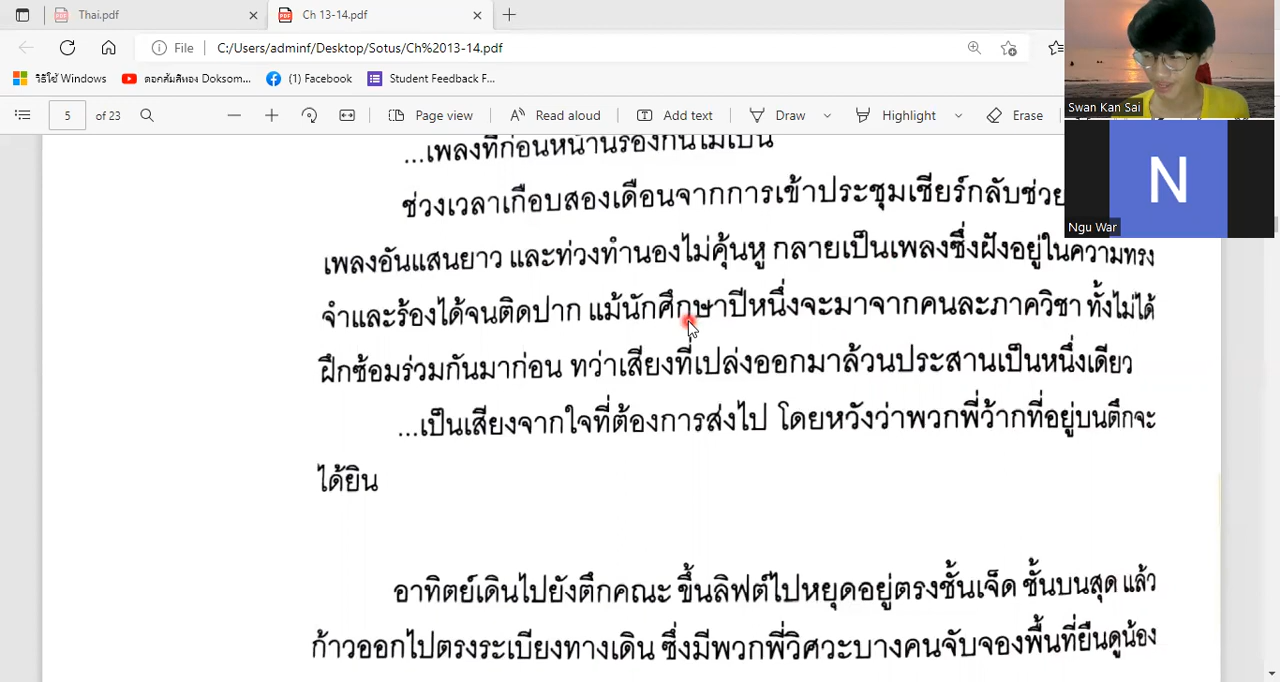 Thai.pdf
Ch 13-14.pdf
File C:/Users/adminf/Desktop/Sotus/Ch%2013-14.pdf
วิธีใช้ Windows ดอกส้มสีทอง Doksom... (1) Facebook Student Feedback F...
5 of 23 Page view Read aloud Add text Draw Highlight Erase
Swan Kan Sai
N
Ngu War
...เพลงที่ก่อนหน้านี้ร้องกันไม่เป็น
ช่วงเวลาเกือบสองเดือนจากการเข้าประชุมเชียร์กลับช่วย
เพลงอันแสนยาว และท่วงทำนองไม่คุ้นหู กลายเป็นเพลงซึ่งฝังอยู่ในความทรง
จำและร้องได้จนติดปาก แม้นักศึกษาปีหนึ่งจะมาจากคนละภาควิชา ทั้งไม่ได้
ฝึกซ้อมร่วมกันมาก่อน ทว่าเสียงที่เปล่งออกมาล้วนประสานเป็นหนึ่งเดียว
...เป็นเสียงจากใจที่ต้องการส่งไป โดยหวังว่าพวกพี่ว้ากที่อยู่บนตึกจะ
ได้ยิน
อาทิตย์เดินไปยังตึกคณะ ขึ้นลิฟต์ไปหยุดอยู่ตรงชั้นเจ็ด ชั้นบนสุด แล้ว
ก้าวออกไปตรงระเบียงทางเดิน ซึ่งมีพวกพี่วิศวะบางคนจับจองพื้นที่ยืนดูน้อง